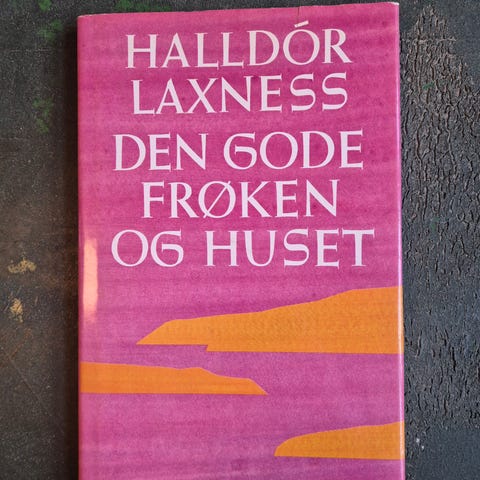 HALLDÓR
LAXNESS
DEN GODE
FRØKEN
OG HUSET